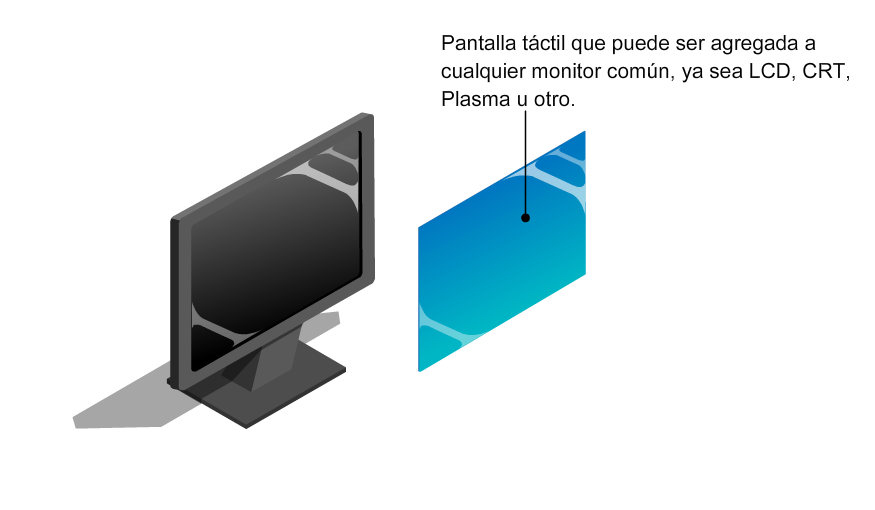 Pantalla táctil que puede ser agregada a
cualquier monitor común, ya sea LCD, CRT,
Plasma u otro.